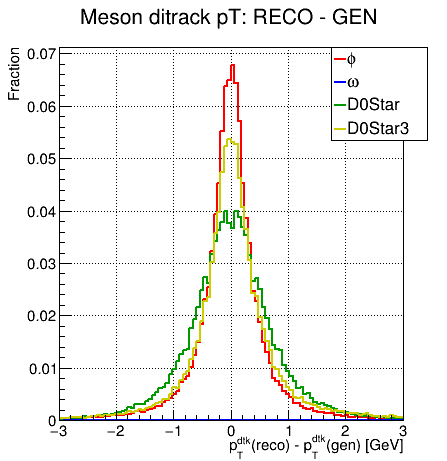 Meson ditrack pT: RECO - GEN
Fraction
0.07
0.06
0.05
0.04
0.03
0.02
0.01
0
ϕ
ω
D0Star
D0Star3
−3 −2 −1 0 1 2 3
p_T^dtk(reco) - p_T^dtk(gen) [GeV]